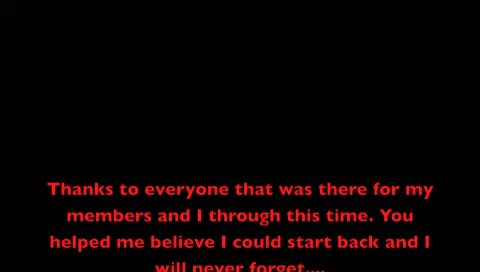 Thanks to everyone that was there for my
members and I through this time. You
helped me believe I could start back and I
will never forget....